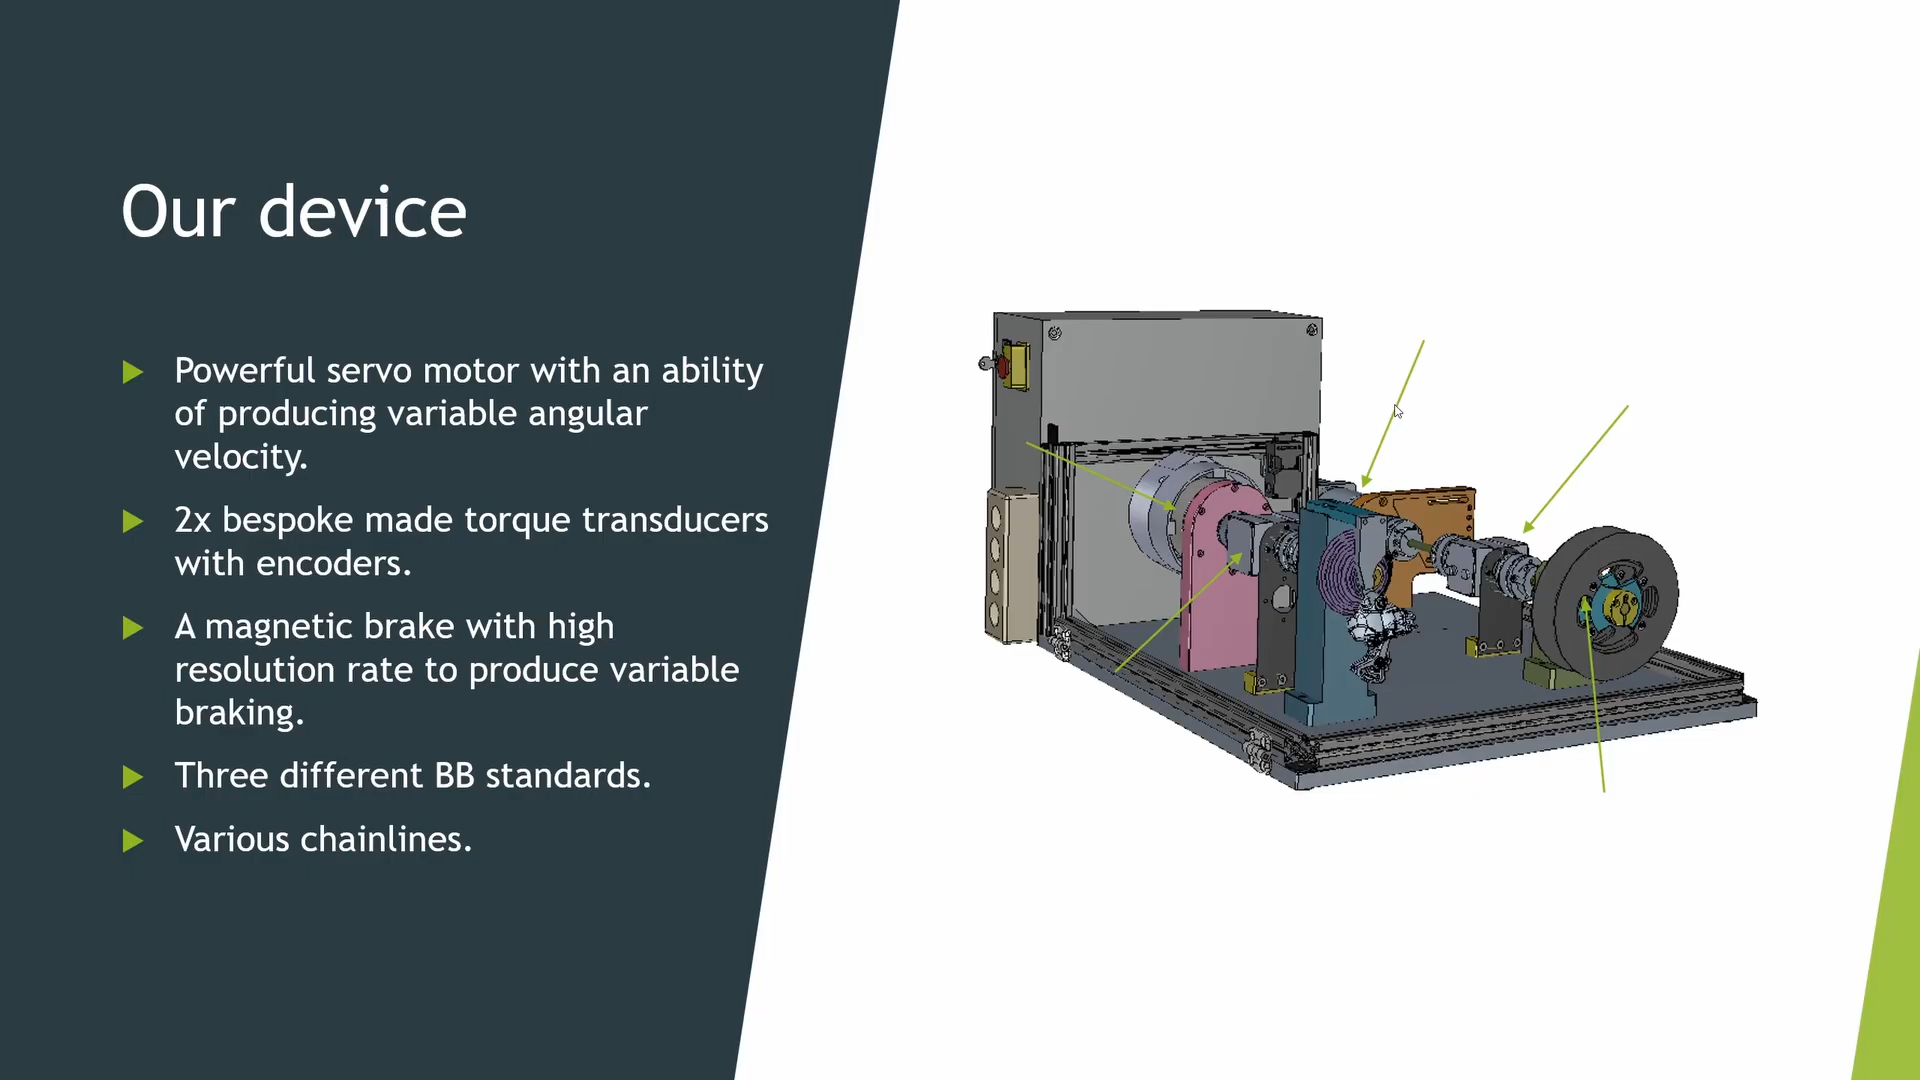 Our device
Powerful servo motor with an ability
of producing variable angular
velocity.
2x bespoke made torque transducers
with encoders.
A magnetic brake with high
resolution rate to produce variable
braking.
Three different BB standards.
Various chainlines.